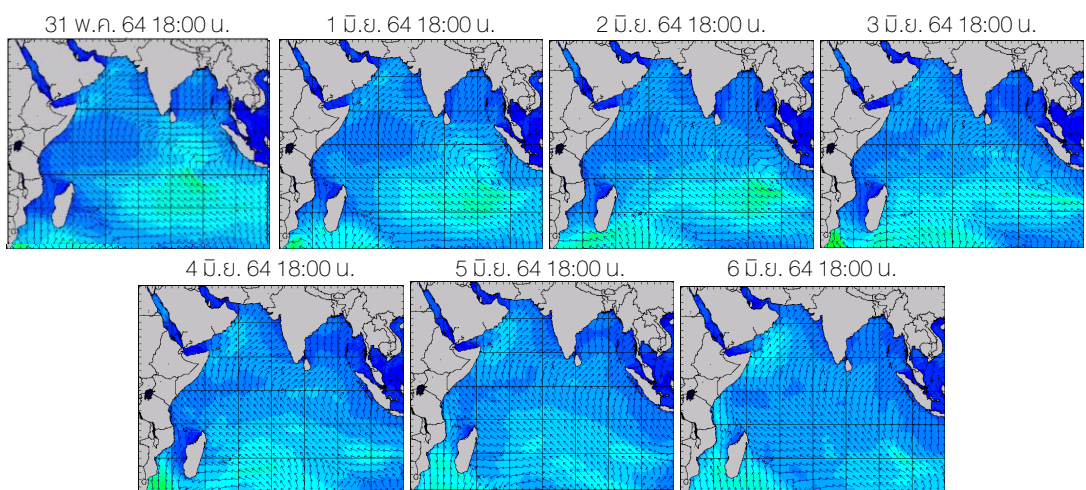 31 พ.ค. 64 18:00 น.
1 มิ.ย. 64 18:00 น.
2 มิ.ย. 64 18:00 น.
3 มิ.ย. 64 18:00 น.
4 มิ.ย. 64 18:00 น.
5 มิ.ย. 64 18:00 น.
6 มิ.ย. 64 18:00 น.